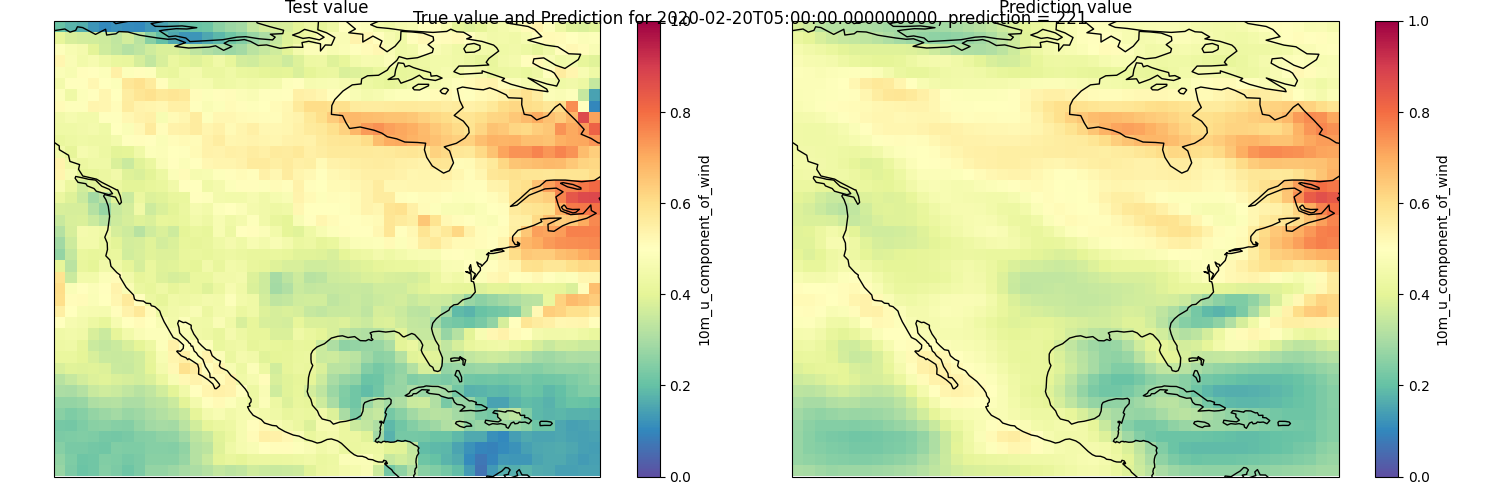 Test value
True value and Prediction for 2020-02-20T05:00:00.000000000, prediction = 221
Prediction value
1.0
0.8
0.6
0.4
0.2
0.0
10m_u_component_of_wind
1.0
0.8
0.6
0.4
0.2
0.0
10m_u_component_of_wind